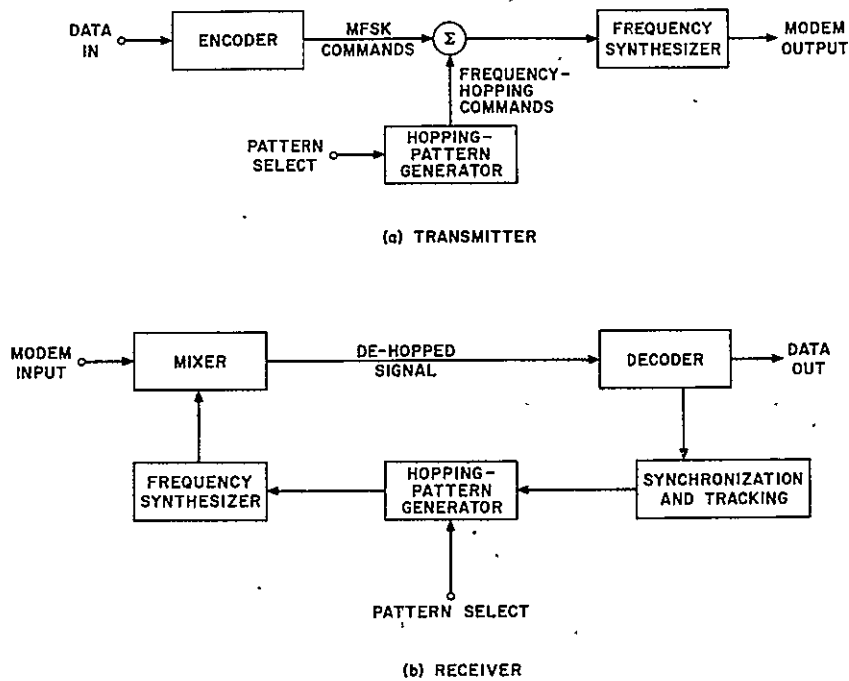 DATA
IN
ENCODER
MFSK
COMMANDS
Σ
FREQUENCY
SYNTHESIZER
MODEM
OUTPUT
FREQUENCY-
HOPPING
COMMANDS
PATTERN
SELECT
HOPPING-
PATTERN
GENERATOR
(a) TRANSMITTER
MODEM
INPUT
MIXER
DE-HOPPED
SIGNAL
DECODER
DATA
OUT
FREQUENCY
SYNTHESIZER
HOPPING-
PATTERN
GENERATOR
SYNCHRONIZATION
AND TRACKING
PATTERN SELECT
(b) RECEIVER